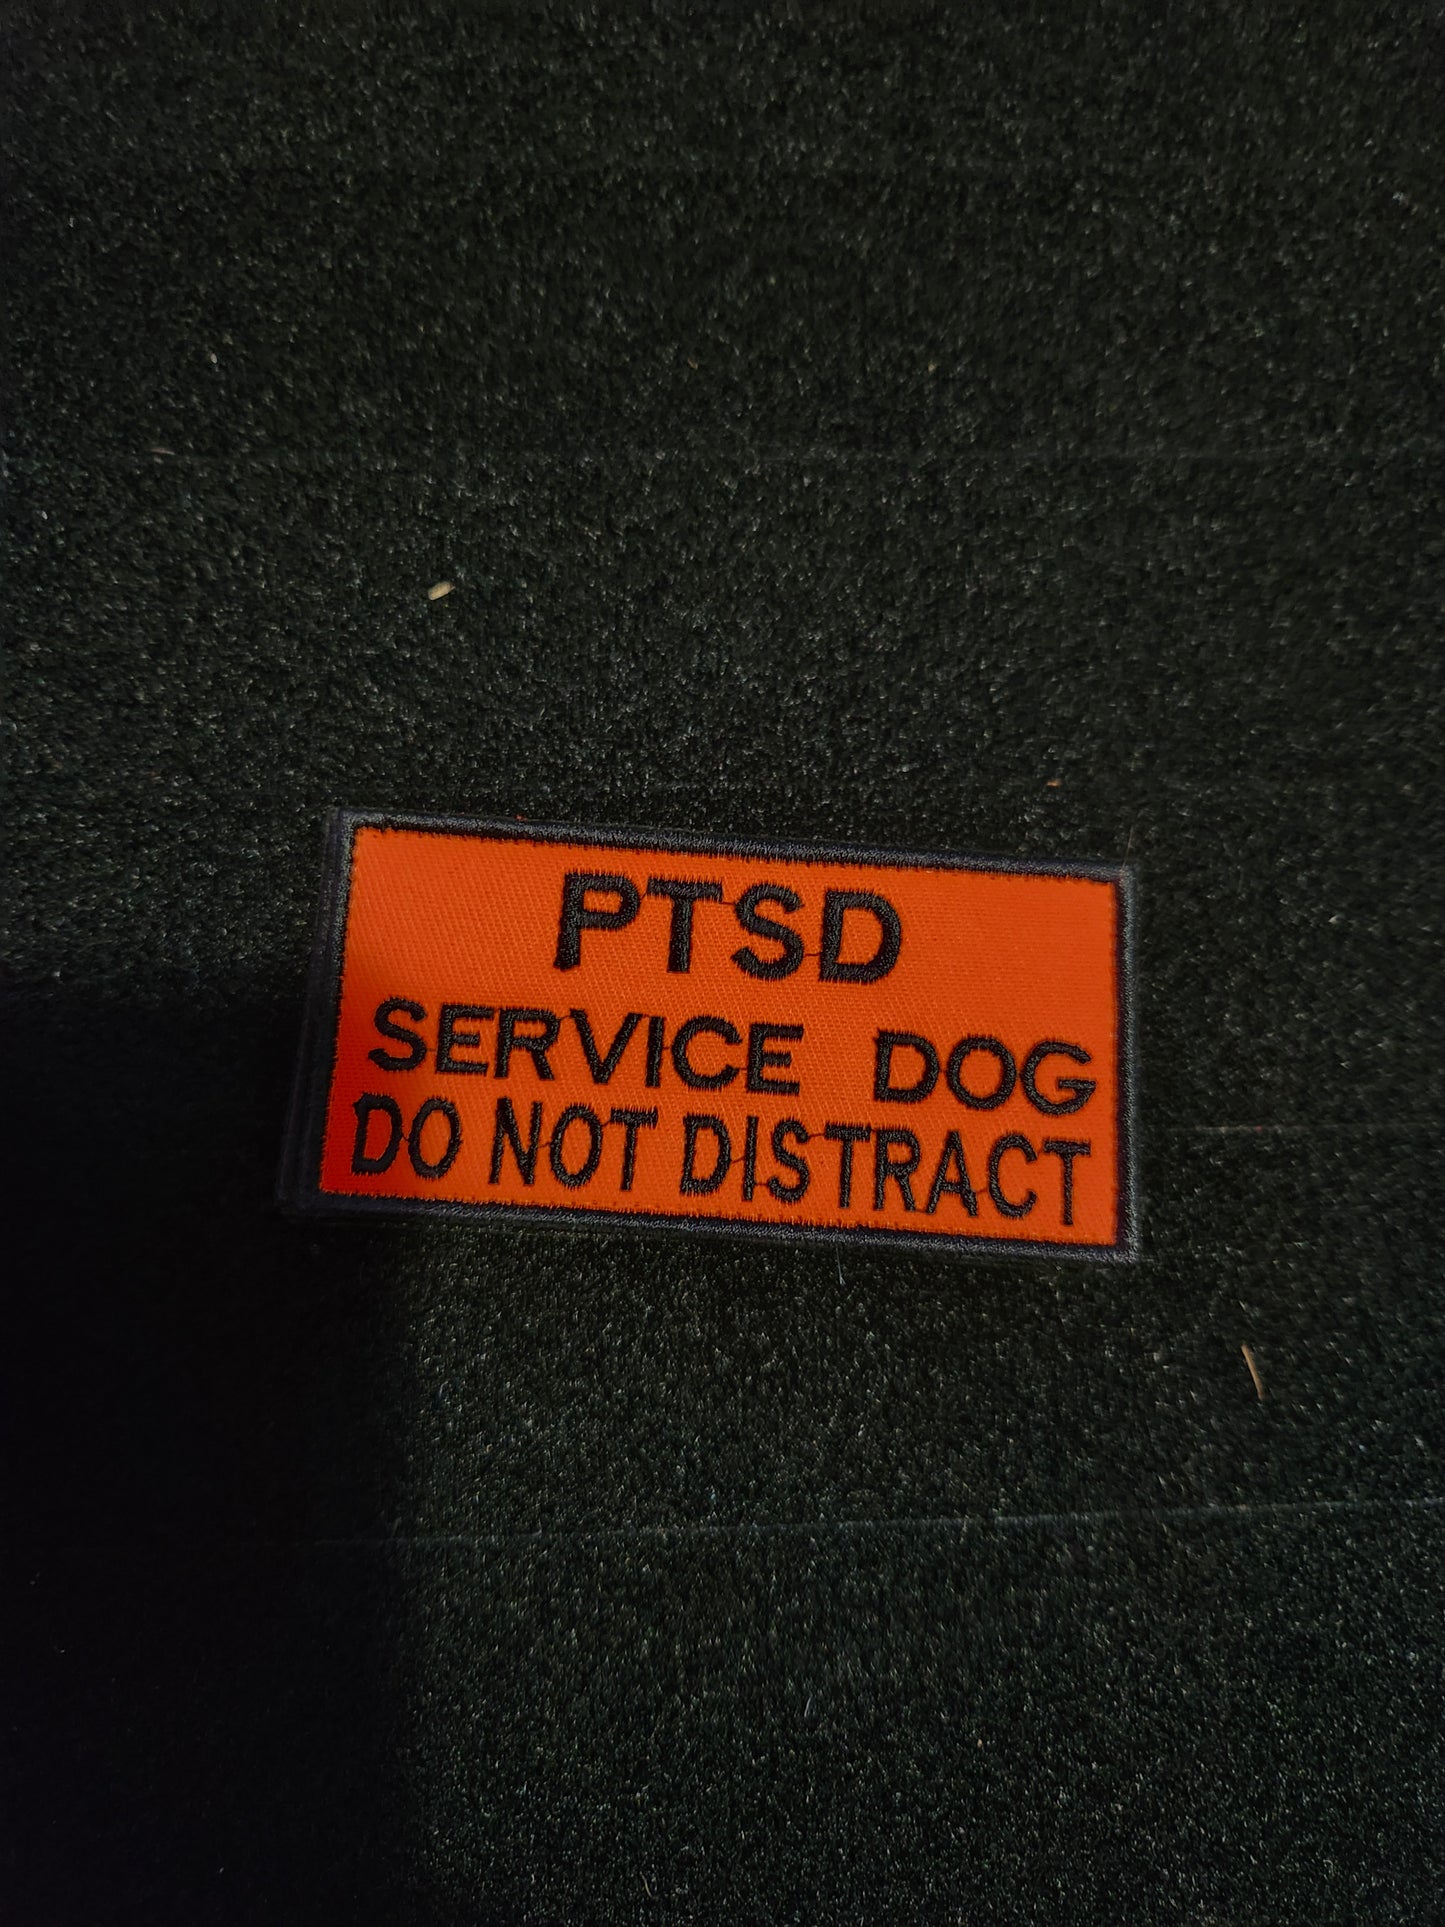 PTSD
SERVICE DOG
DO NOT DISTRACT